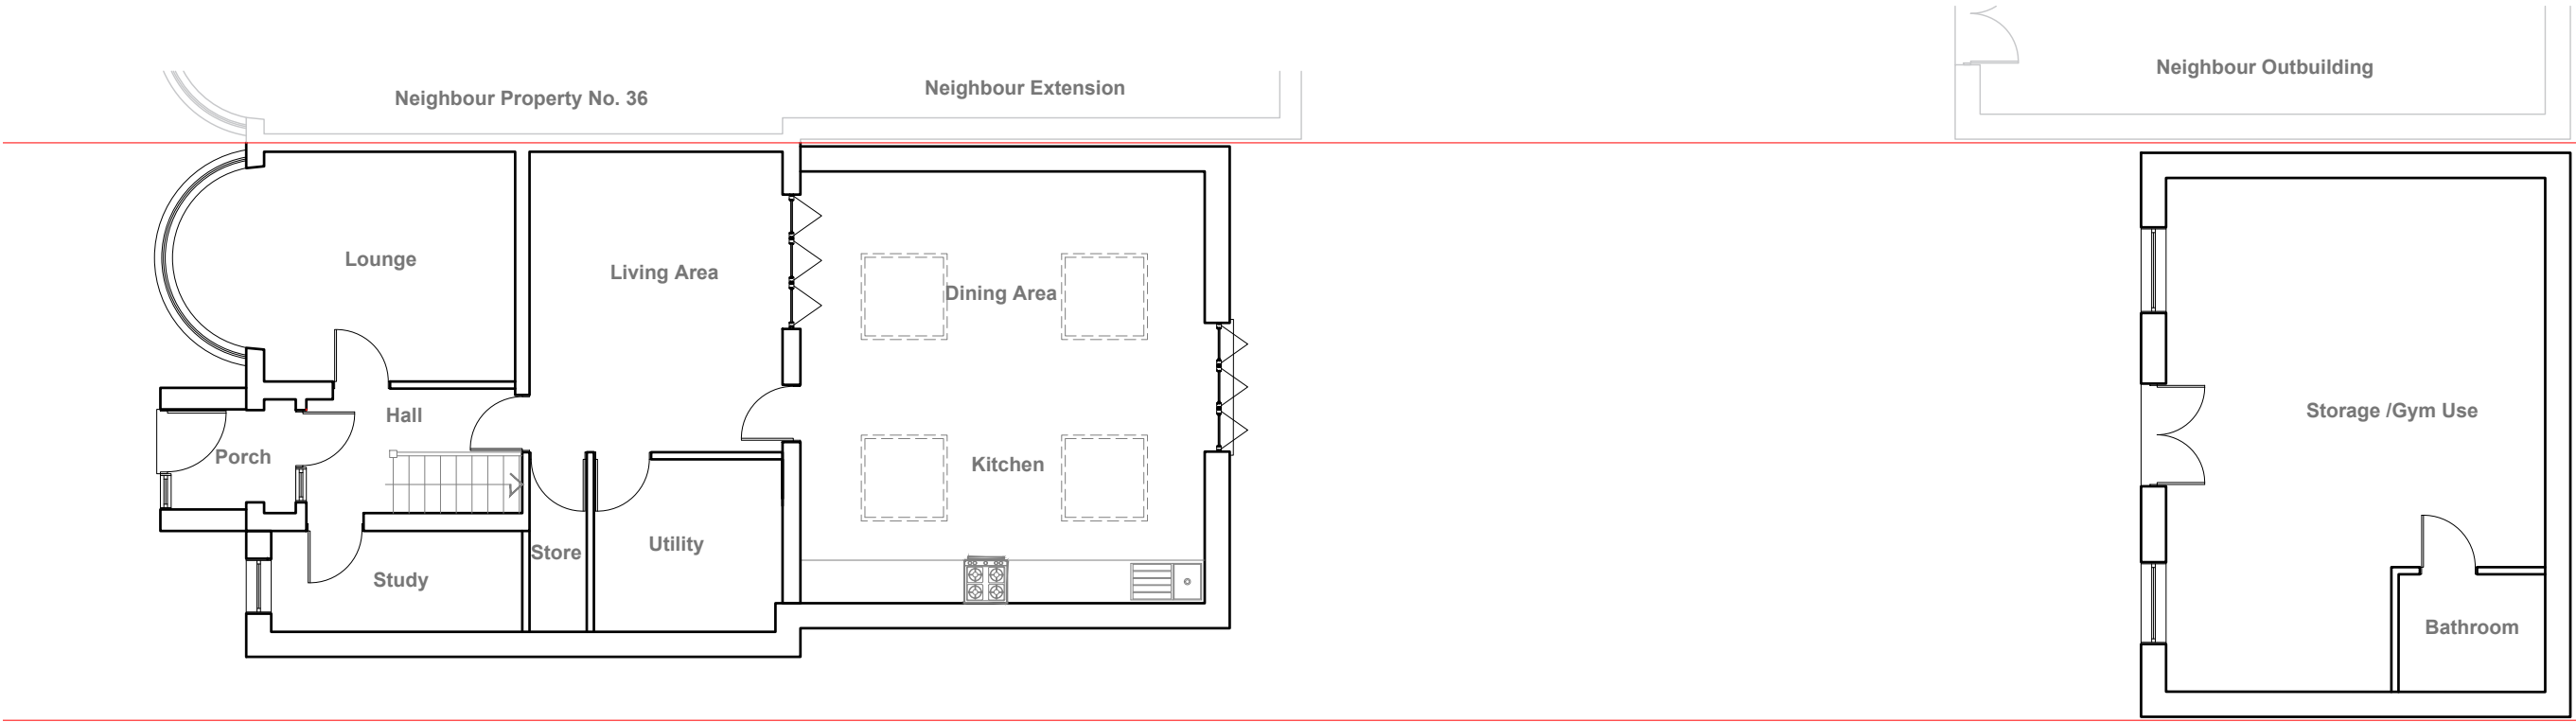 Neighbour Property No. 36
Neighbour Extension
Neighbour Outbuilding
Lounge
Living Area
Dining Area
Hall
Porch
Kitchen
Storage /Gym Use
Study
Store
Utility
Bathroom